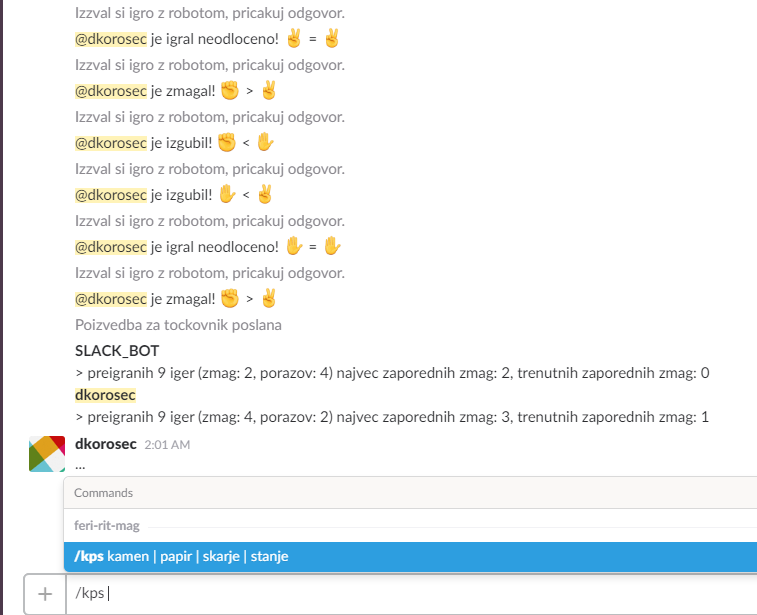 Izzval si igro z robotom, pricakuj odgovor.
@dkorosec je igral neodloceno! ✌ = ✌
Izzval si igro z robotom, pricakuj odgovor.
@dkorosec je zmagal! ✊ > ✌
Izzval si igro z robotom, pricakuj odgovor.
@dkorosec je izgubil! ✊ < ✋
Izzval si igro z robotom, pricakuj odgovor.
@dkorosec je izgubil! ✋ < ✌
Izzval si igro z robotom, pricakuj odgovor.
@dkorosec je igral neodloceno! ✋ = ✋
Izzval si igro z robotom, pricakuj odgovor.
@dkorosec je zmagal! ✊ > ✌
Poizvedba za tockovnik poslana
SLACK_BOT
> preigranih 9 iger (zmag: 2, porazov: 4) najvec zaporednih zmag: 2, trenutnih zaporednih zmag: 0
dkorosec
> preigranih 9 iger (zmag: 4, porazov: 2) najvec zaporednih zmag: 3, trenutnih zaporednih zmag: 1
dkorosec 2:01 AM
...
Commands
feri-rit-mag
/kps kamen | papir | skarje | stanje
+ /kps